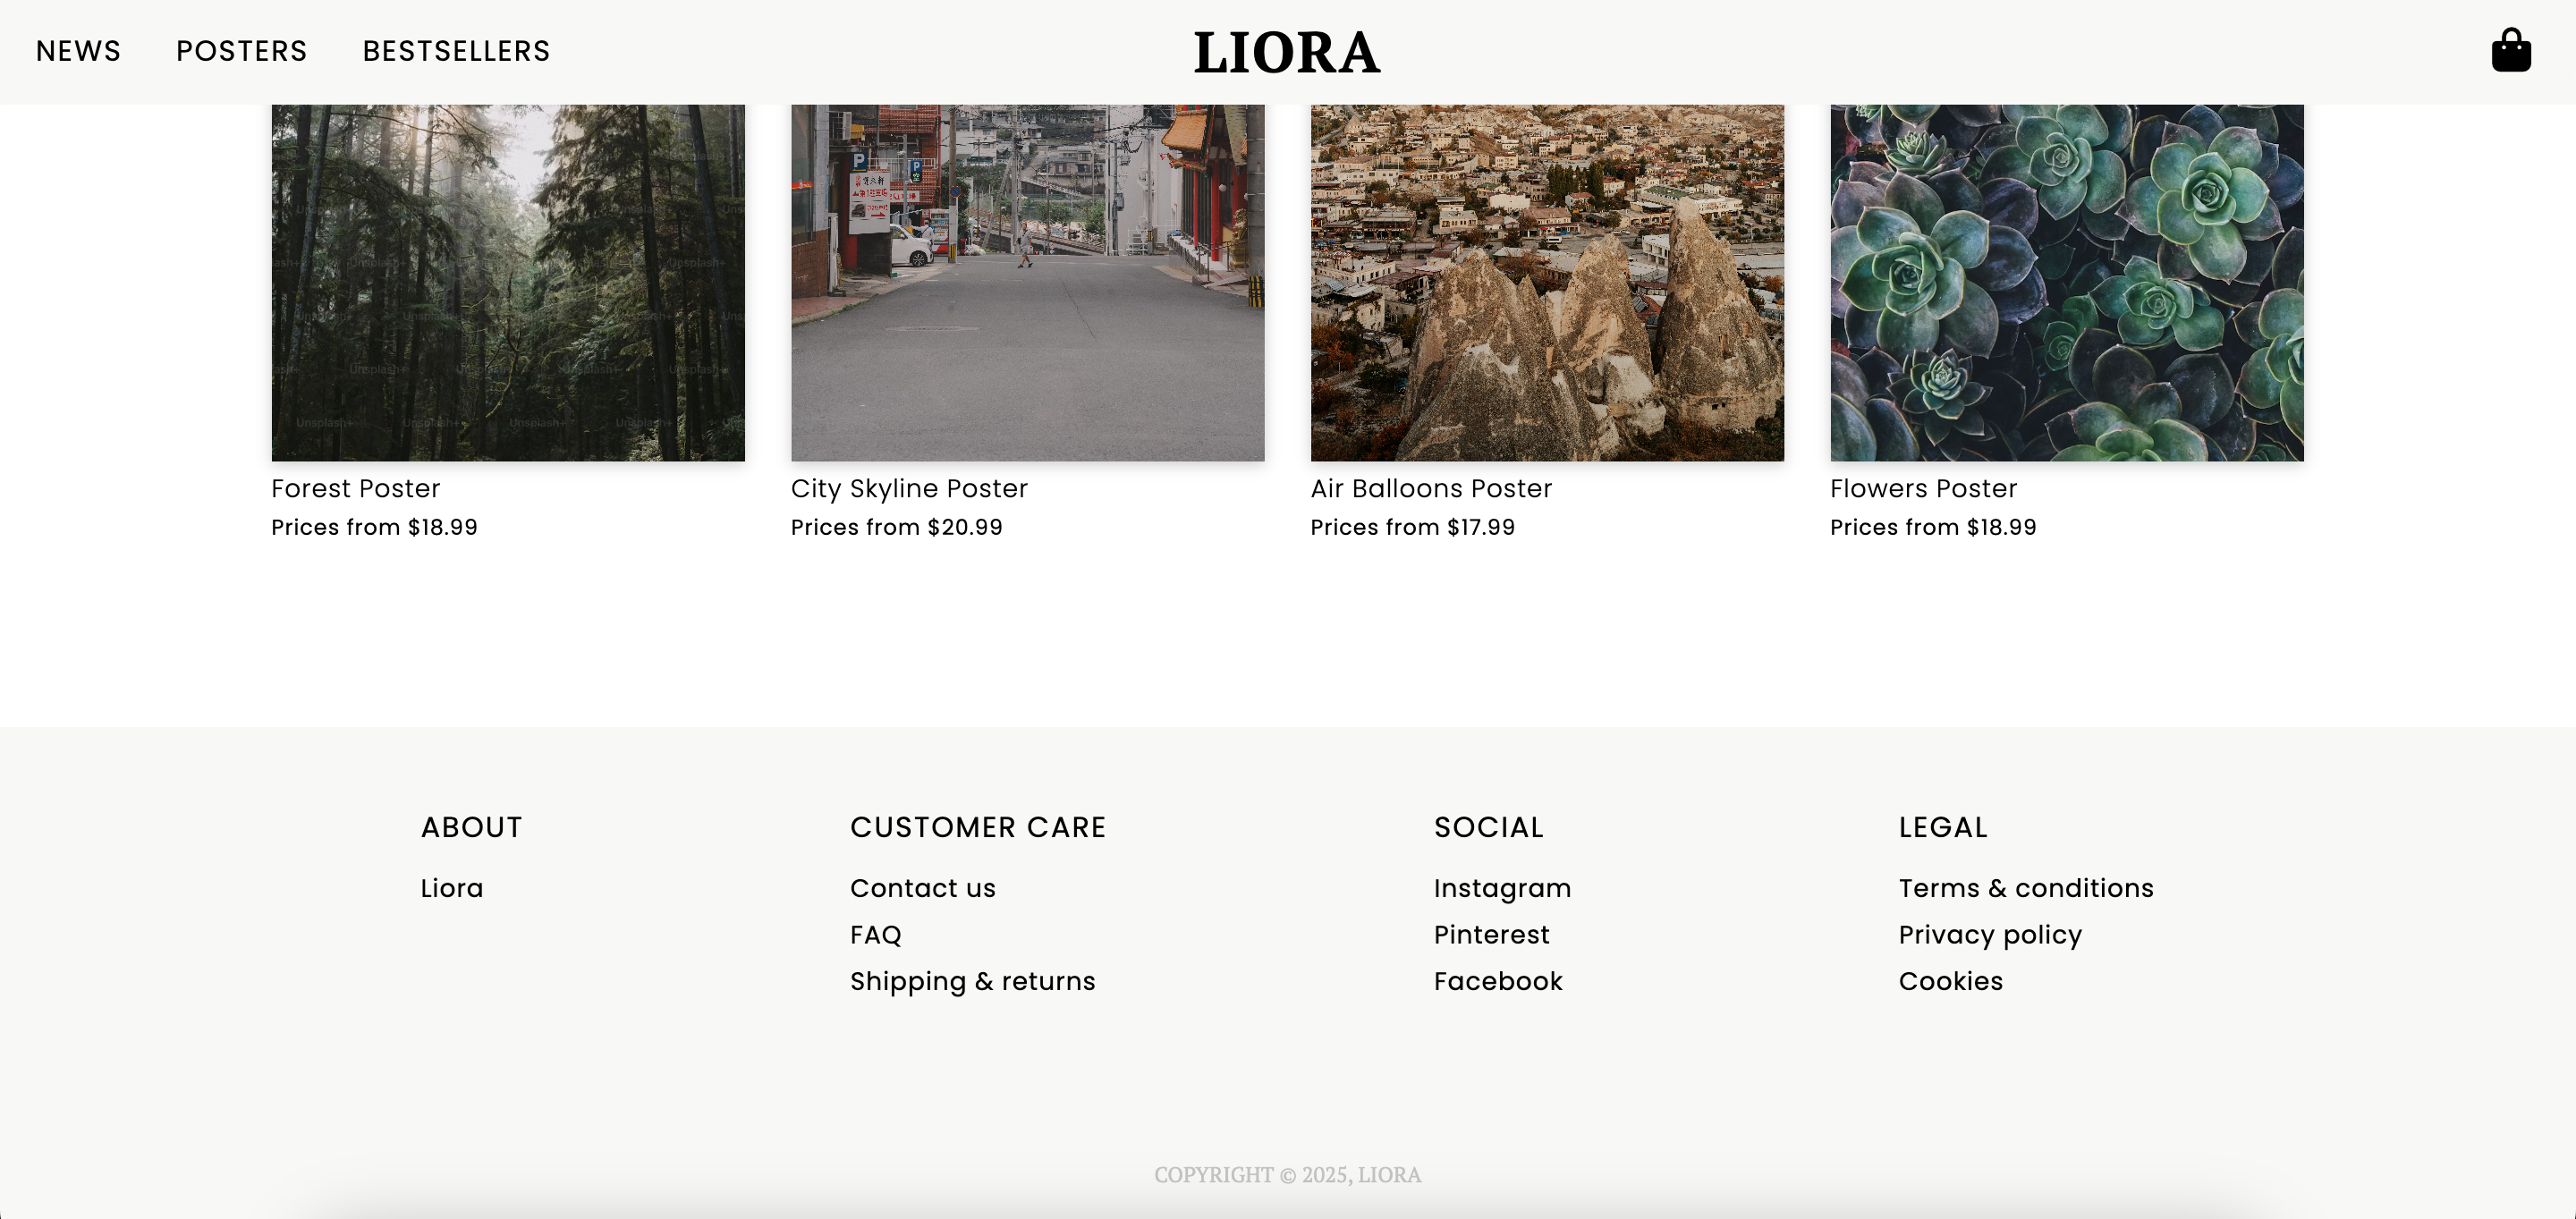 NEWS POSTERS BESTSELLERS LIORA
P
P
Unsplash+
Forest Poster City Skyline Poster Air Balloons Poster Flowers Poster
Prices from $18.99 Prices from $20.99 Prices from $17.99 Prices from $18.99
ABOUT CUSTOMER CARE SOCIAL LEGAL
Liora Contact us Instagram Terms & conditions
FAQ Pinterest Privacy policy
Shipping & returns Facebook Cookies
COPYRIGHT © 2025, LIORA